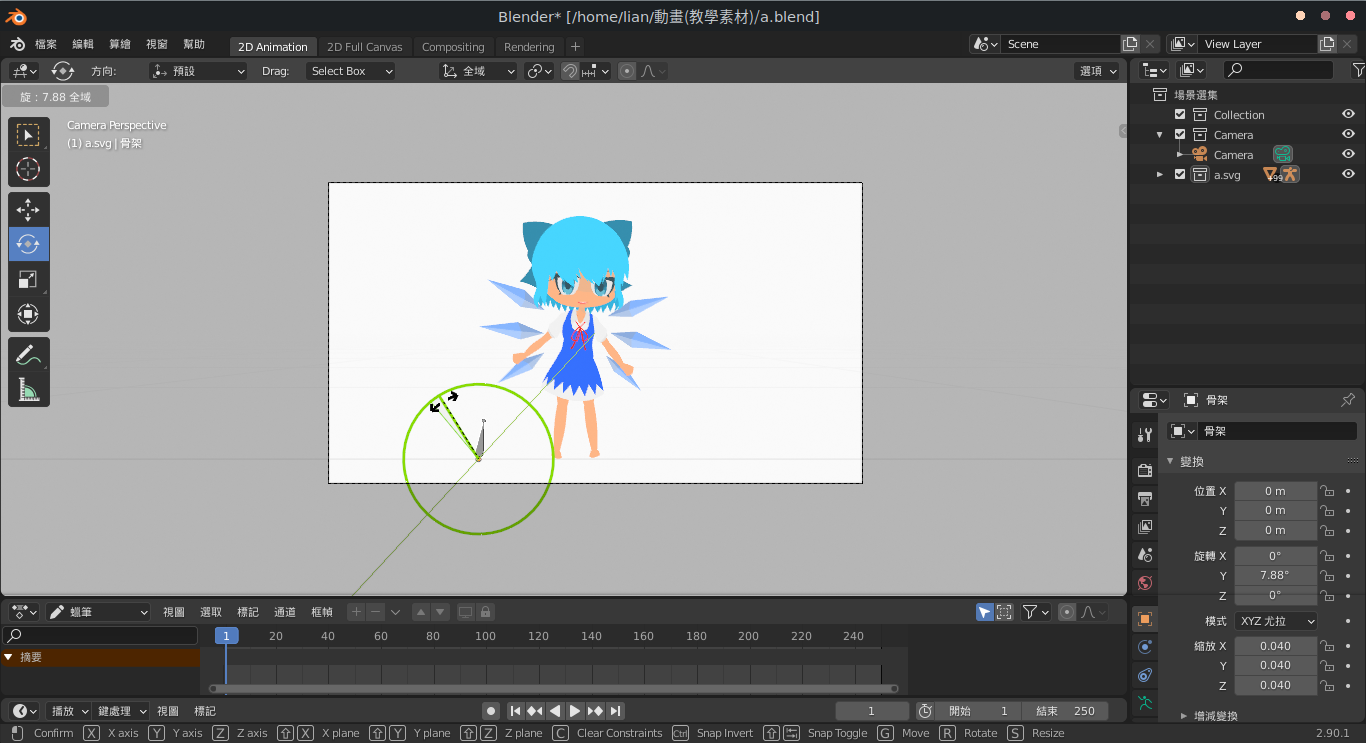 Blender* [/home/lian/動畫(教學素材)/a.blend]
檔案 編輯 算繪 視窗 幫助 2D Animation 2D Full Canvas Compositing Rendering + Scene View Layer
方向: 預設 Drag: Select Box 全域 選項
旋 : 7.88 全域
Camera Perspective
(1) a.svg | 骨架
場景選集
Collection
Camera
Camera
a.svg +99
骨架
骨架
變換
位置 X 0 m
Y 0 m
Z 0 m
旋轉 X 0°
Y 7.88°
Z 0°
模式 XYZ 尤拉
縮放 X 0.040
Y 0.040
Z 0.040
增減變換
蠟筆 視圖 選取 標記 通道 框幀
1 20 40 60 80 100 120 140 160 180 200 220 240
摘要
播放 鍵處理 視圖 標記 1 開始 1 結束 250
Confirm X X axis Y Y axis Z Z axis X X plane Y Y plane Z Z plane C Clear Constraints Ctrl Snap Invert Snap Toggle G Move R Rotate S Resize 2.90.1